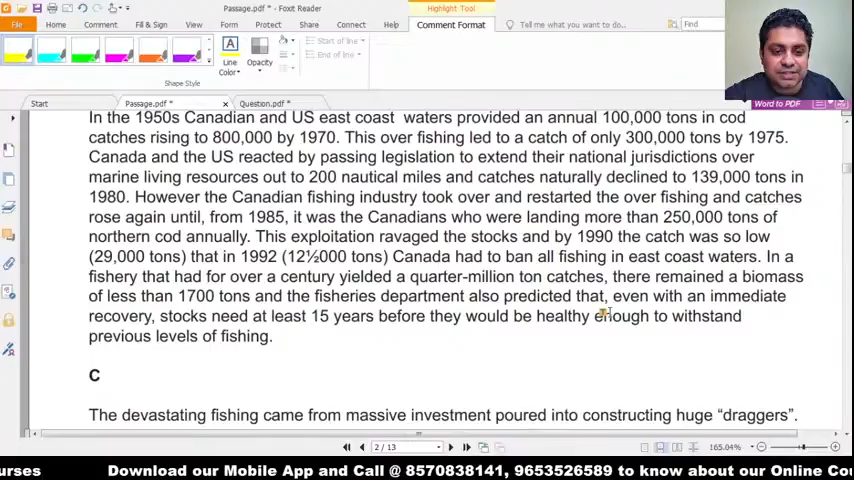 Passage.pdf * - Foxit Reader
Highlight Tool
File
Home
Comment
Fill & Sign
View
Form
Protect
Share
Connect
Help
Extras
Comment Format
Tell me what you want to do...
Find
Line
Color
Opacity
Start of line
End of line
Shape Style
Start
Passage.pdf *
Question.pdf *
Word to PDF
In the 1950s Canadian and US east coast waters provided an annual 100,000 tons in cod
catches rising to 800,000 by 1970. This over fishing led to a catch of only 300,000 tons by 1975.
Canada and the US reacted by passing legislation to extend their national jurisdictions over
marine living resources out to 200 nautical miles and catches naturally declined to 139,000 tons in
1980. However the Canadian fishing industry took over and restarted the over fishing and catches
rose again until, from 1985, it was the Canadians who were landing more than 250,000 tons of
northern cod annually. This exploitation ravaged the stocks and by 1990 the catch was so low
(29,000 tons) that in 1992 (12½000 tons) Canada had to ban all fishing in east coast waters. In a
fishery that had for over a century yielded a quarter-million ton catches, there remained a biomass
of less than 1700 tons and the fisheries department also predicted that, even with an immediate
recovery, stocks need at least 15 years before they would be healthy enough to withstand
previous levels of fishing.
C
The devastating fishing came from massive investment poured into constructing huge “draggers”.
2 / 13
165.04%
urses Download our Mobile App and Call @ 8570838141, 9653526589 to know about our Online Co